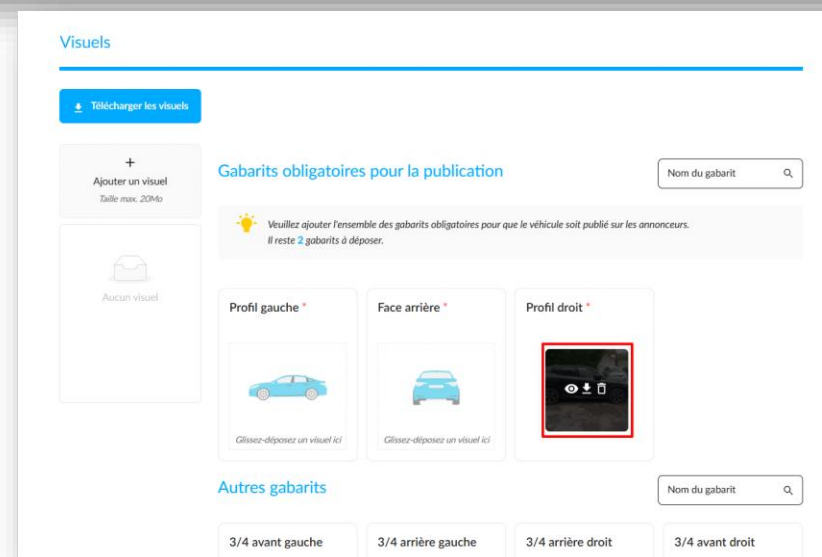 Visuels
Télécharger les visuels
+
Ajouter un visuel
Taille max. 20Mo
Aucun visuel
Gabarits obligatoires pour la publication
Nom du gabarit
Veuillez ajouter l'ensemble des gabarits obligatoires pour que le véhicule soit publié sur les annonceurs.
Il reste 2 gabarits à déposer.
Profil gauche *
Face arrière *
Profil droit *
Glissez-déposez un visuel ici
Glissez-déposez un visuel ici
Autres gabarits
Nom du gabarit
3/4 avant gauche
3/4 arrière gauche
3/4 arrière droit
3/4 avant droit